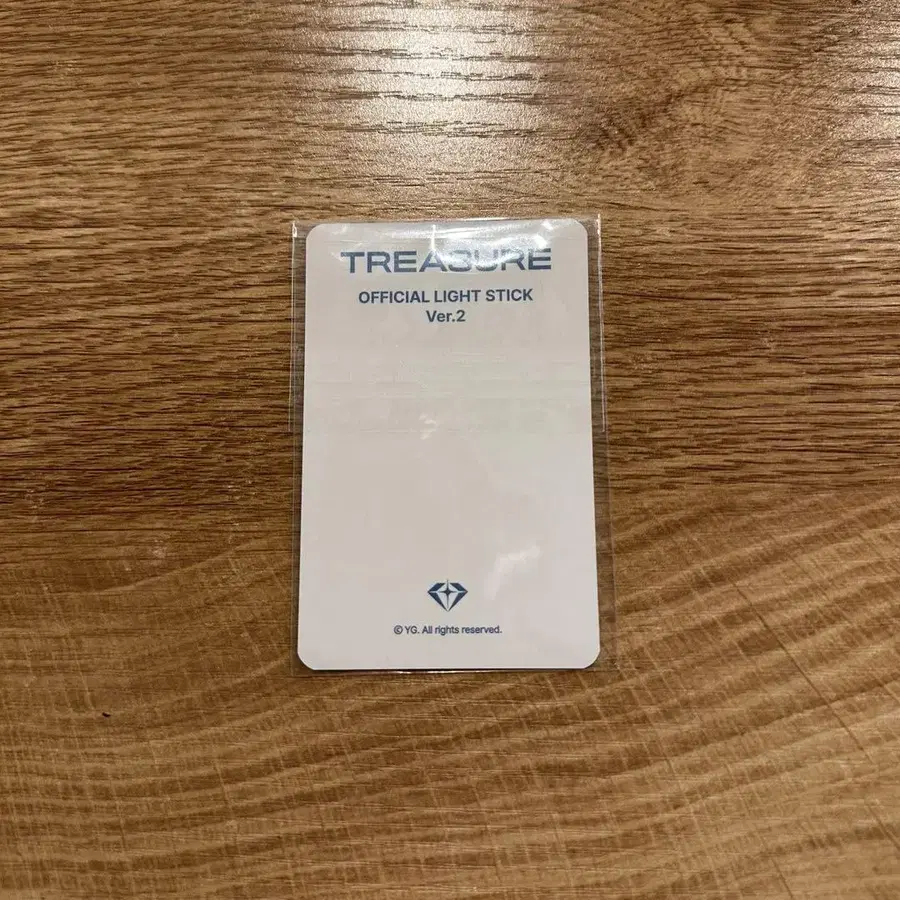 TREASURE
OFFICIAL LIGHT STICK
Ver.2
© YG. All rights reserved.